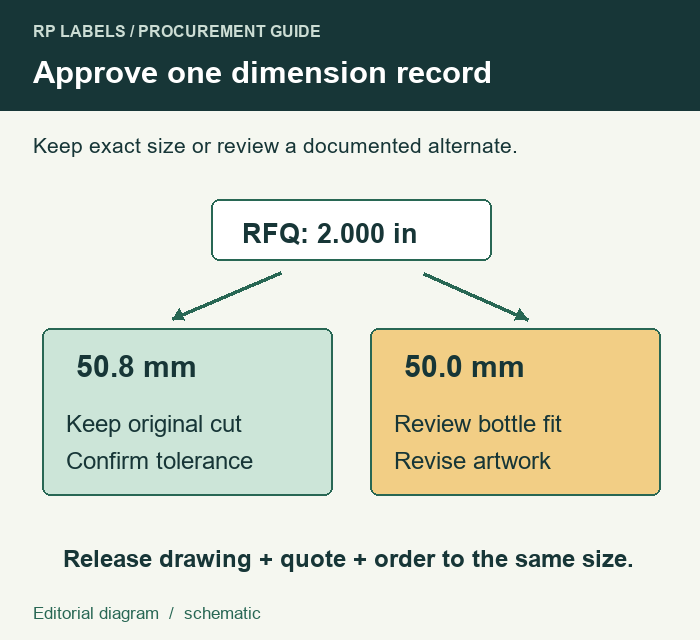 RP LABELS / PROCUREMENT GUIDE
Approve one dimension record
Keep exact size or review a documented alternate.
RFQ: 2.000 in
50.8 mm
Keep original cut
Confirm tolerance
50.0 mm
Review bottle fit
Revise artwork
Release drawing + quote + order to the same size.
Editorial diagram / schematic